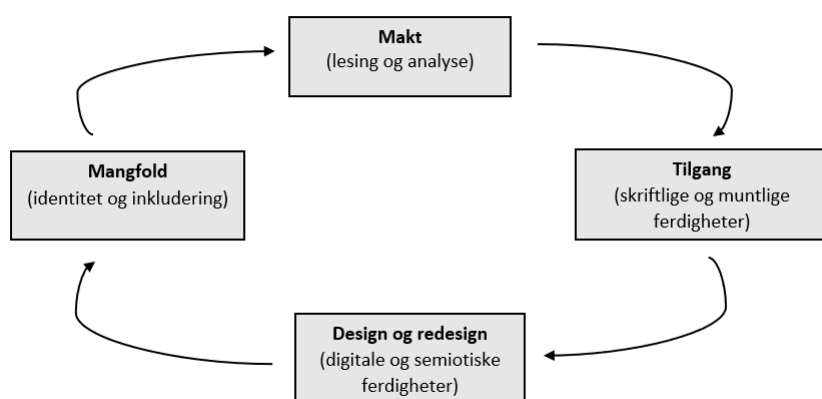 Makt
(lesing og analyse)
Mangfold
(identitet og inkludering)
Tilgang
(skriftlige og muntlige
ferdigheter)
Design og redesign
(digitale og semiotiske
ferdigheter)